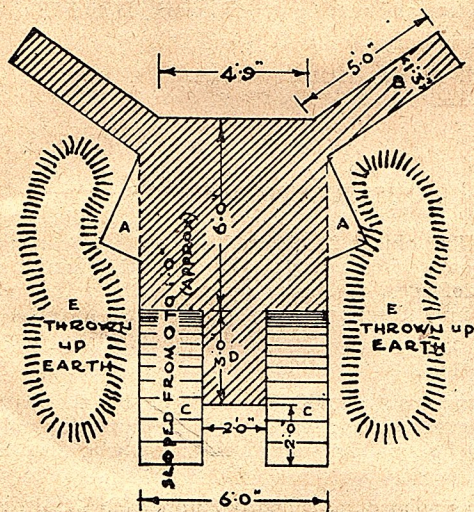 4'.9"
5'.0"
1'.3"
B
A
A
6'.0"
SLOPED FROM 0 TO 1'.0"
(APPROX)
E
THROWN UP
EARTH
E
THROWN UP
EARTH
3'.0"
D
C
C
2'.0"
2'.0"
6'.0"